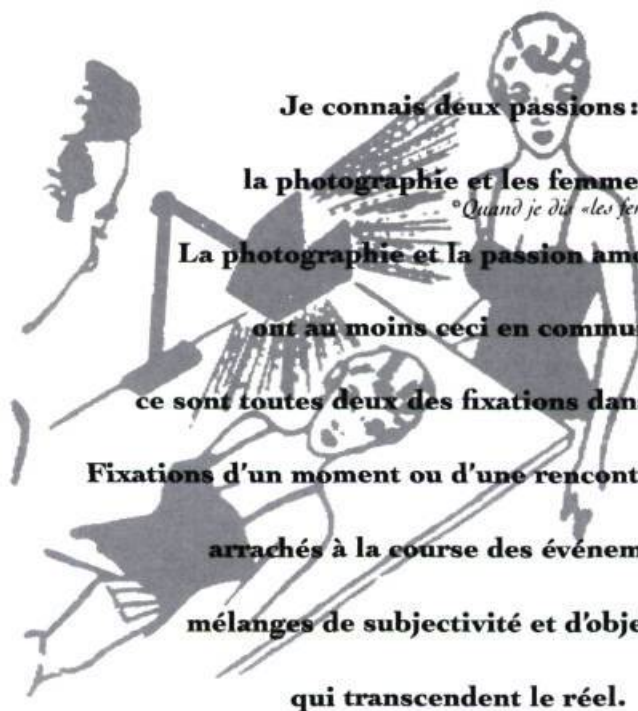 Je connais deux passions:
la photographie et les femme
°Quand je dis «les fe
La photographie et la passion amo
ont au moins ceci en commu
ce sont toutes deux des fixations dan
Fixations d'un moment ou d'une rencont
arrachés à la course des événem
mélanges de subjectivité et d'obje
qui transcendent le réel.